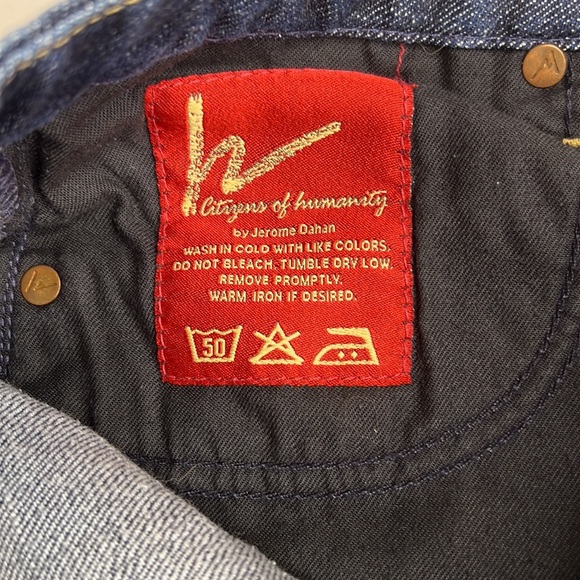 h
Citizens of humanity
by Jerome Dahan
WASH IN COLD WITH LIKE COLORS.
DO NOT BLEACH. TUMBLE DRY LOW.
REMOVE PROMPTLY.
WARM IRON IF DESIRED.
50